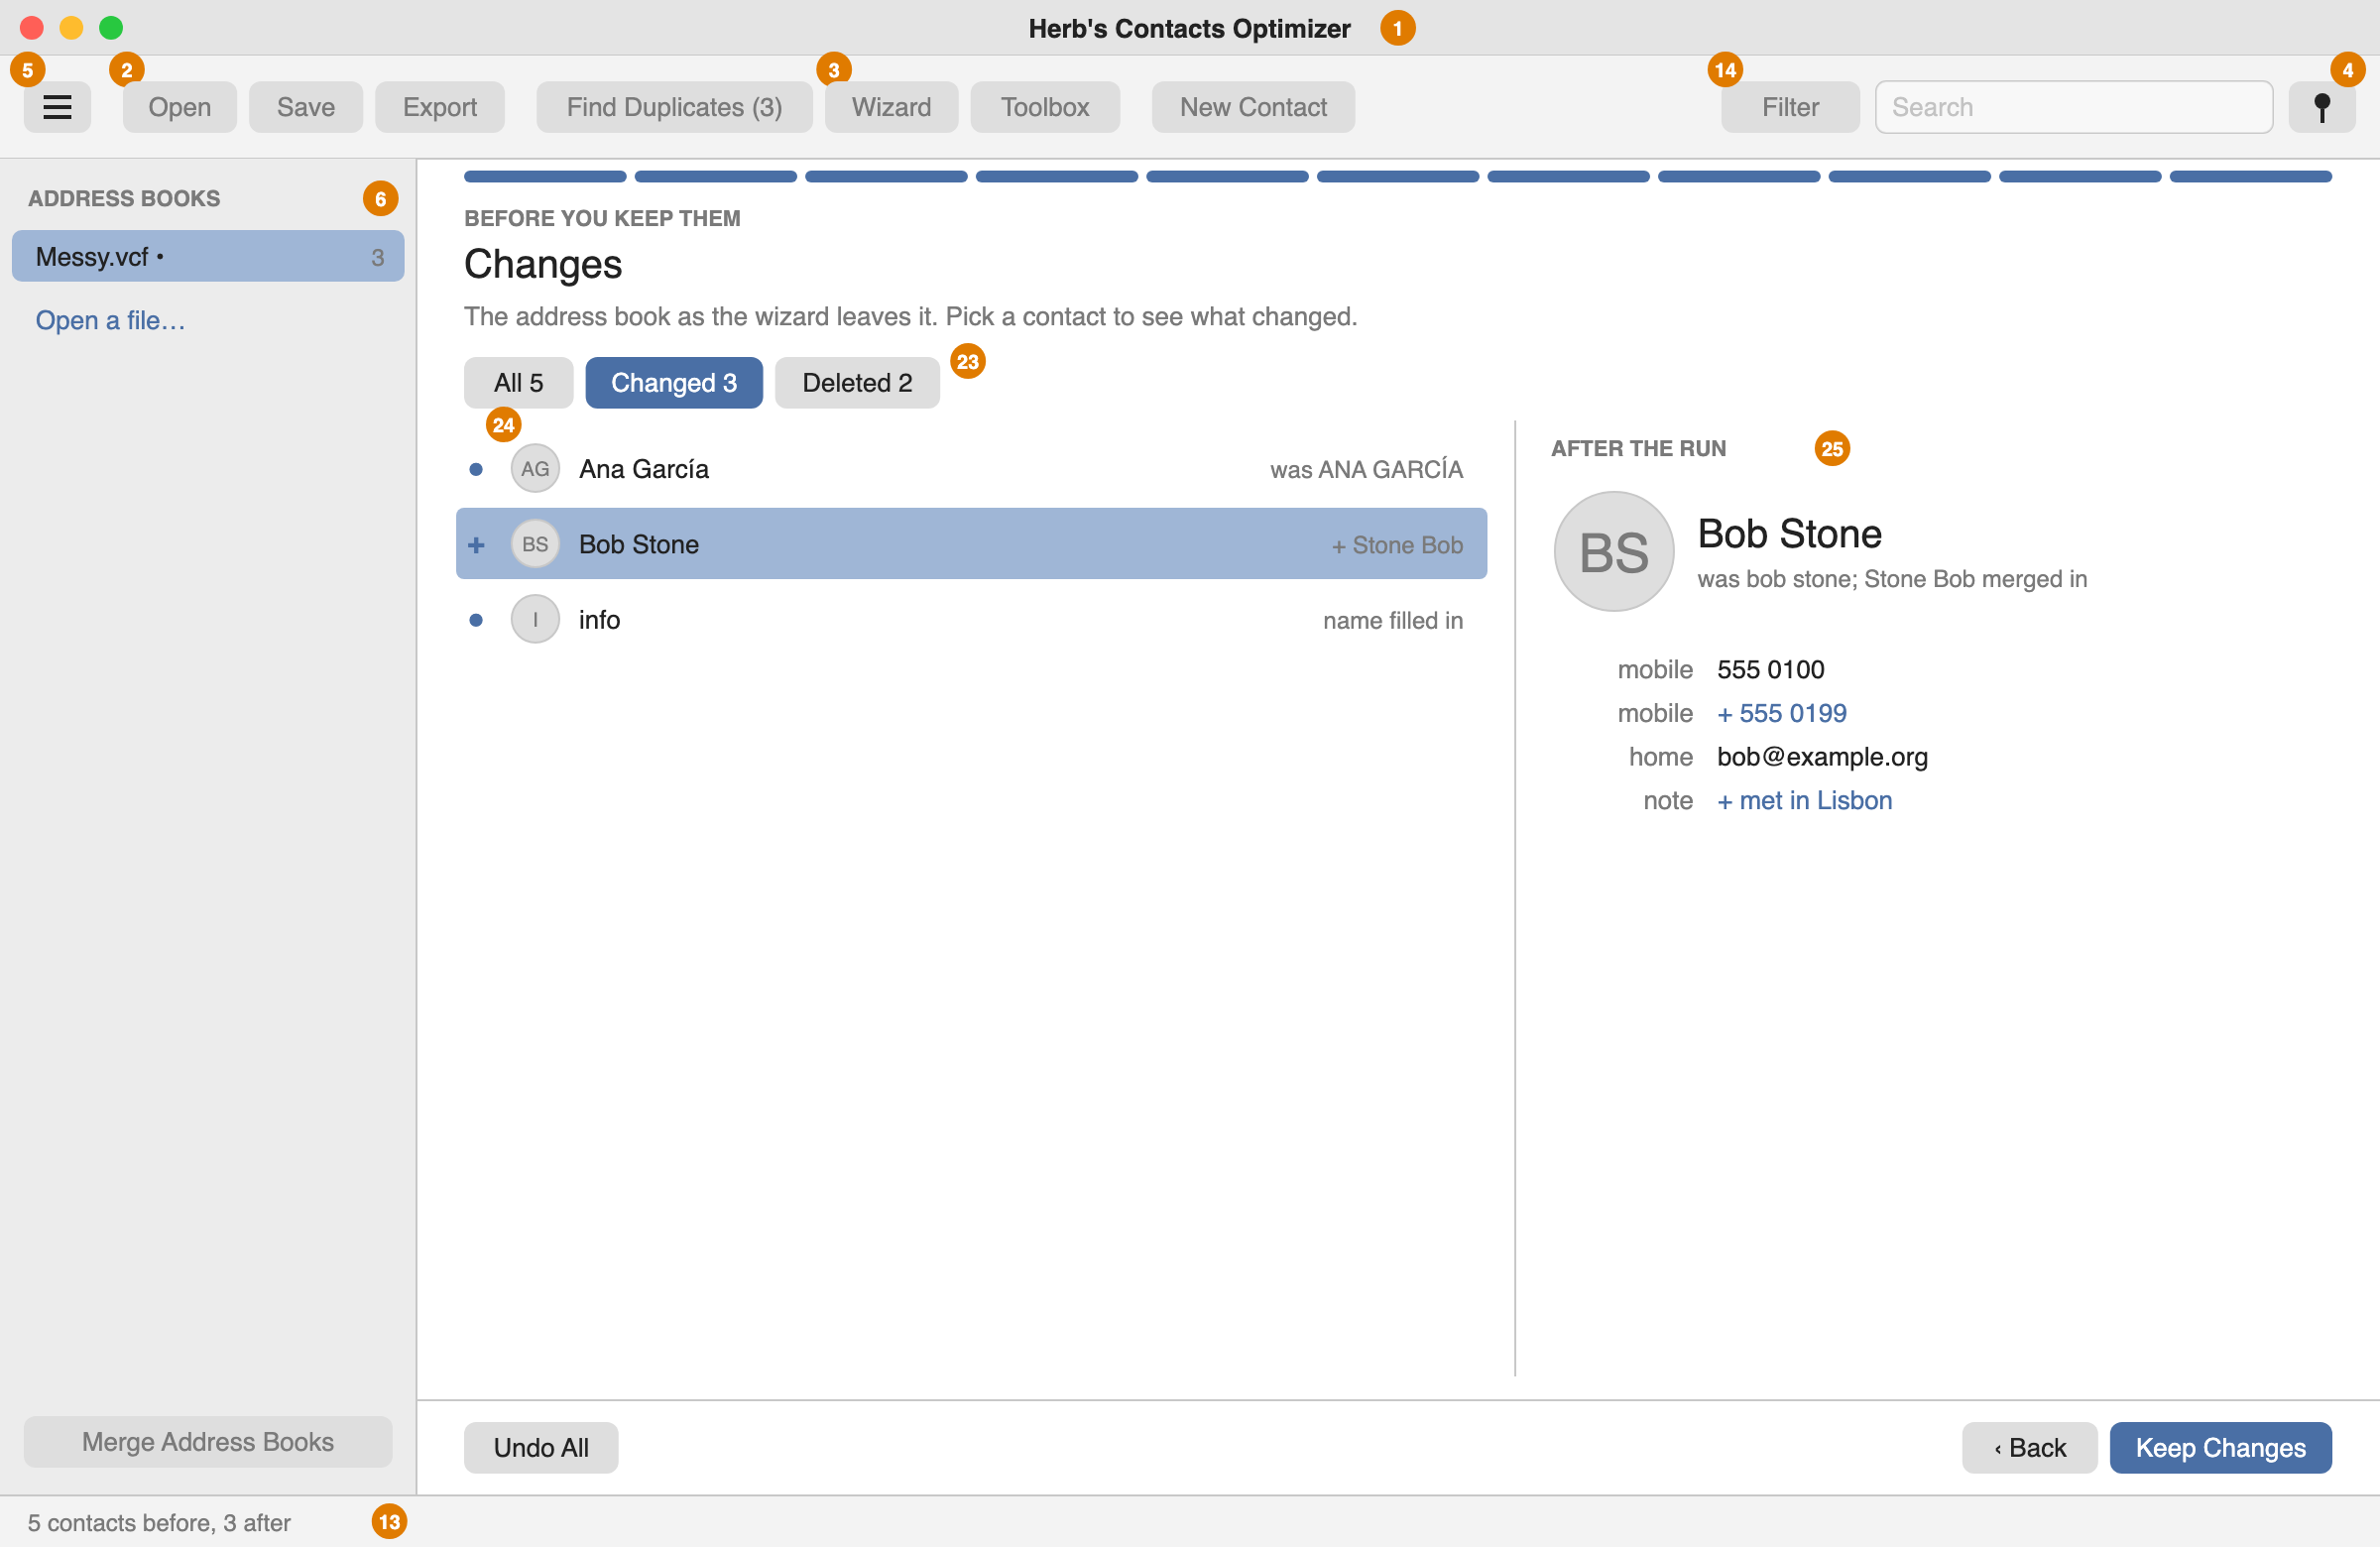 Herb's Contacts Optimizer 1
5 2 3 14 4
Open Save Export Find Duplicates (3) Wizard Toolbox New Contact Filter Search
ADDRESS BOOKS 6
Messy.vcf • 3
Open a file…
BEFORE YOU KEEP THEM
Changes
The address book as the wizard leaves it. Pick a contact to see what changed.
All 5 Changed 3 Deleted 2 23
24
AG Ana García was ANA GARCÍA
+ BS Bob Stone + Stone Bob
I info name filled in
AFTER THE RUN 25
BS Bob Stone
was bob stone; Stone Bob merged in
mobile 555 0100
mobile + 555 0199
home bob@example.org
note + met in Lisbon
Merge Address Books
Undo All ‹ Back Keep Changes
5 contacts before, 3 after 13